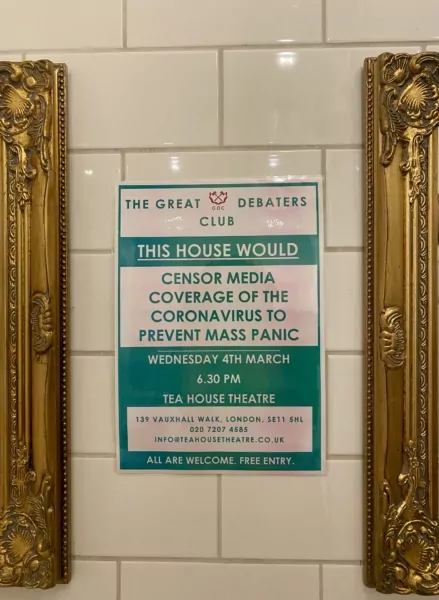 THE GREAT GDC DEBATERS
CLUB
THIS HOUSE WOULD
CENSOR MEDIA
COVERAGE OF THE
CORONAVIRUS TO
PREVENT MASS PANIC
WEDNESDAY 4TH MARCH
6.30 PM
TEA HOUSE THEATRE
139 VAUXHALL WALK, LONDON, SE11 5HL
020 7207 4585
INFO@TEAHOUSETHEATRE.CO.UK
ALL ARE WELCOME. FREE ENTRY.